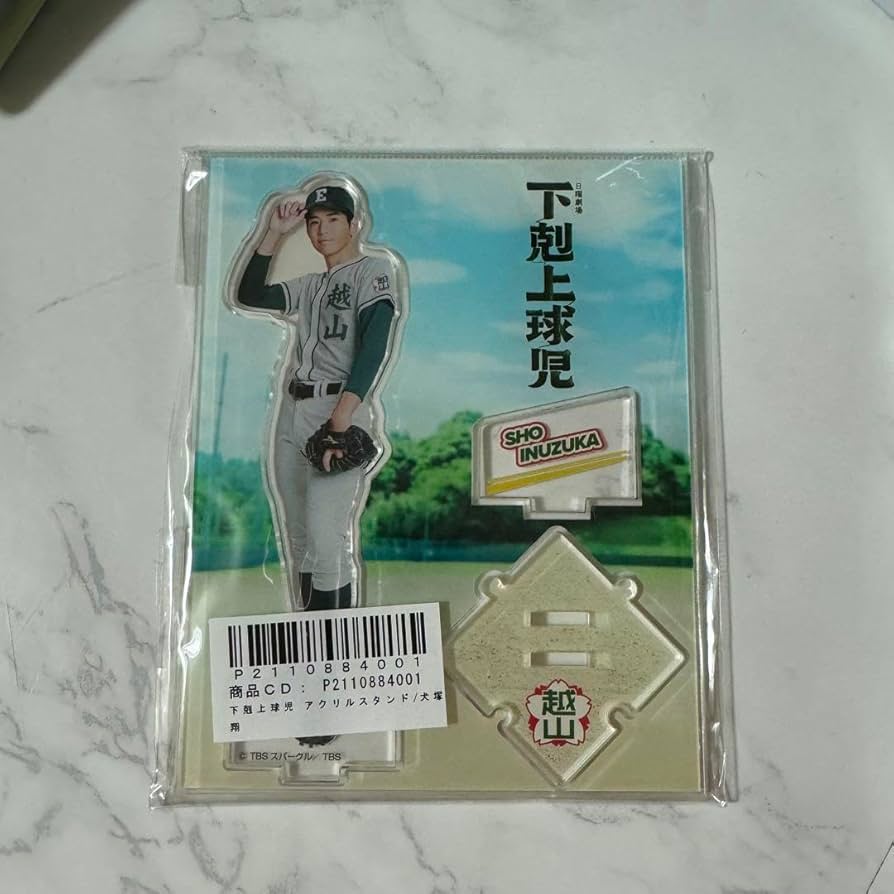 日曜劇場
下剋上球児
E
越山
越山
SHO
INUZUKA
P2110884001
商品CD: P2110884001
下剋上球児 アクリルスタンド/犬塚
翔
越山
© TBSスパークル/TBS